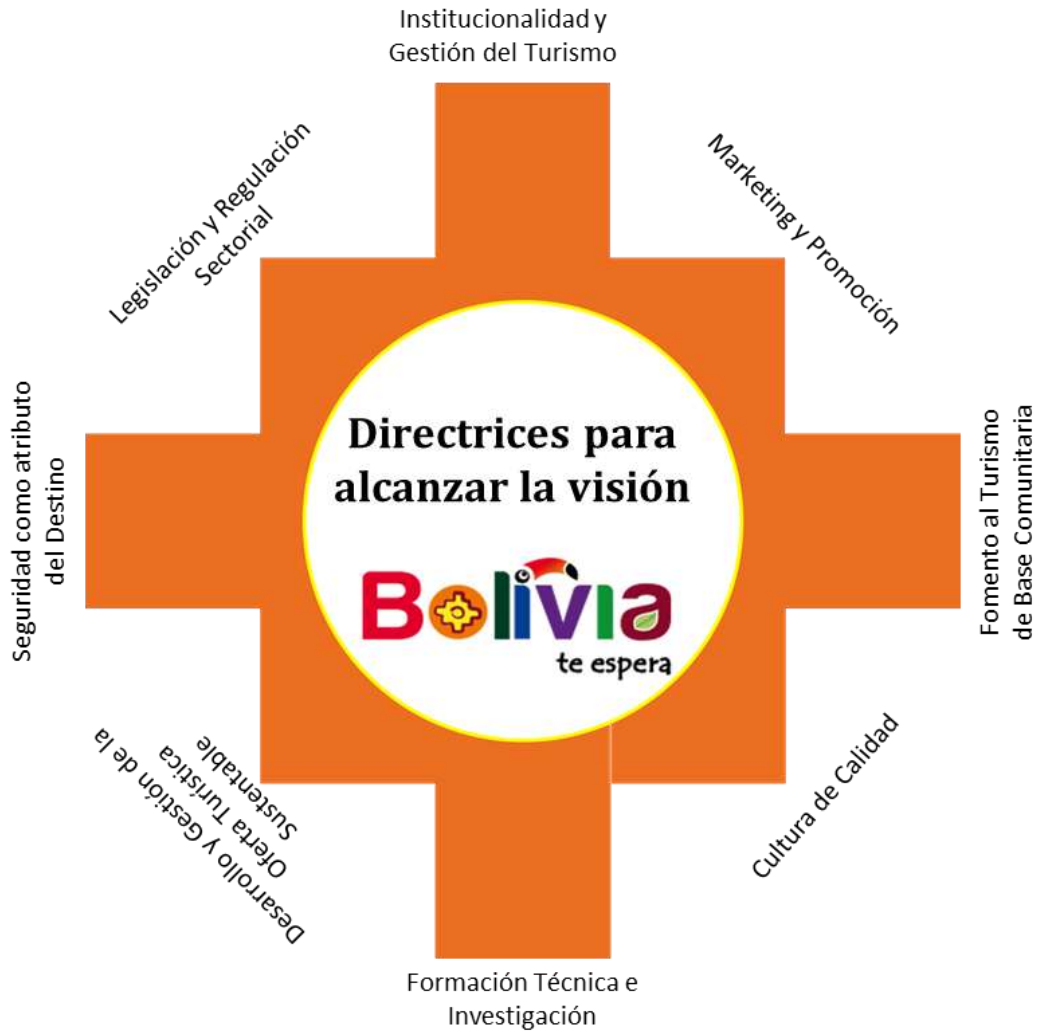 Institucionalidad y
Gestión del Turismo
Marketing y Promoción
Fomento al Turismo
de Base Comunitaria
Cultura de Calidad
Formación Técnica e
Investigación
Desarrollo y Gestión de la
Oferta Turística
Sustentable
Seguridad como atributo
del Destino
Legislación y Regulación
Sectorial
Directrices para
alcanzar la visión
Bolivia
te espera